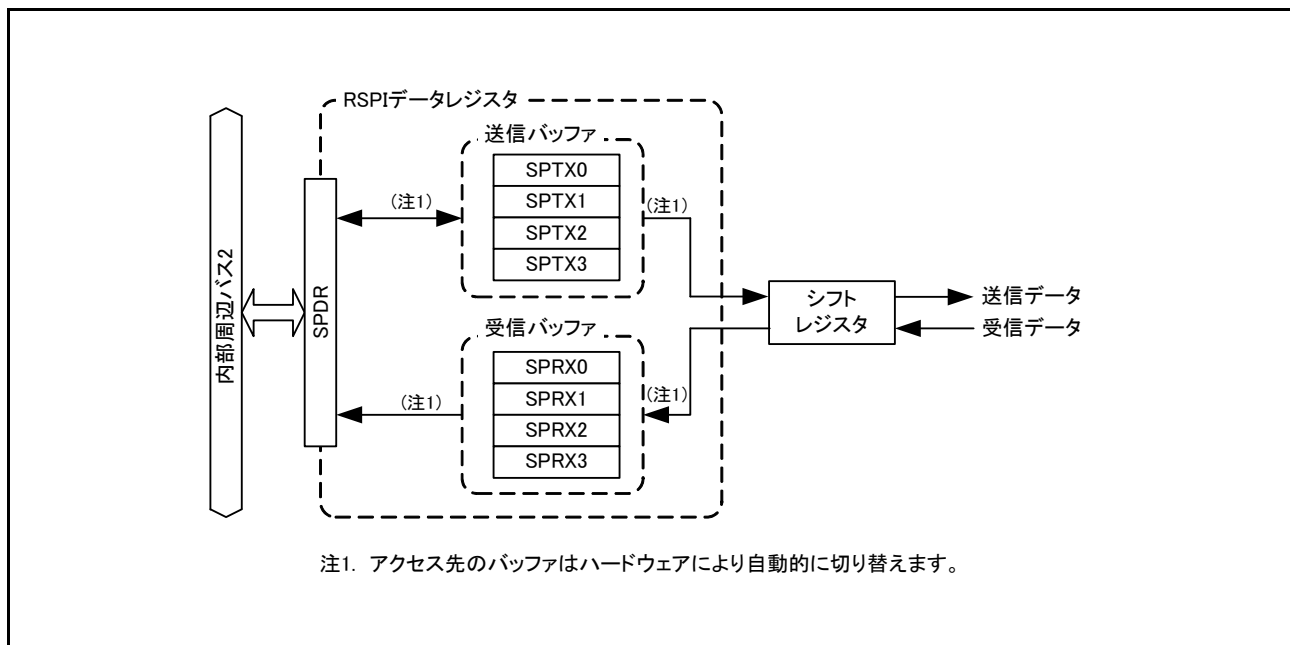 RSPIデータレジスタ
送信バッファ
SPTX0
SPTX1
SPTX2
SPTX3
(注1)
(注1)
内部周辺バス2
SPDR
シフト
レジスタ
送信データ
受信データ
受信バッファ
SPRX0
SPRX1
SPRX2
SPRX3
(注1)
(注1)
注1. アクセス先のバッファはハードウェアにより自動的に切り替えます。